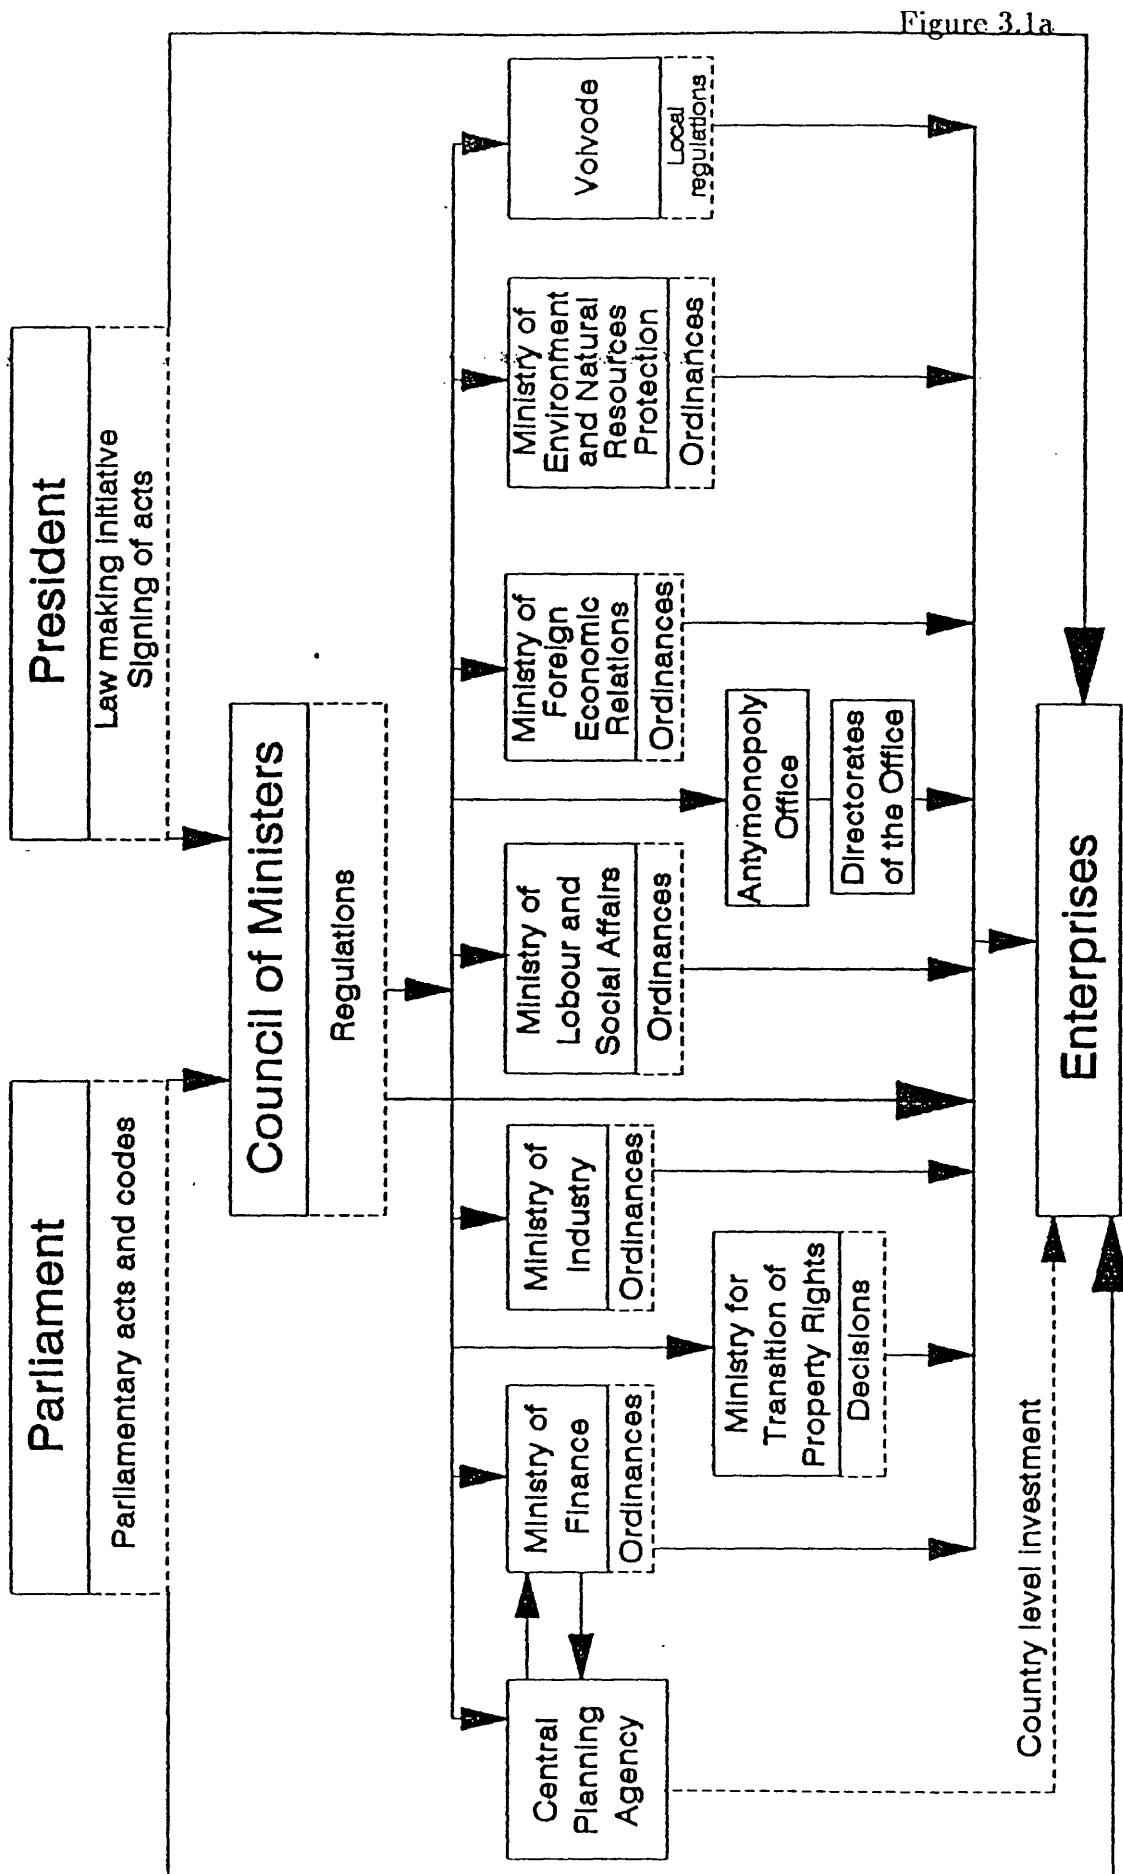 Figure 3.1a
Parliament
Parliamentary acts and codes
President
Law making initiative
Signing of acts
Council of Ministers
Regulations
Central
Planning
Agency
Ministry of
Finance
Ordinances
Ministry of
Industry
Ordinances
Ministry of
Lobour and
Social Affairs
Ordinances
Ministry of
Foreign
Economic
Relations
Ordinances
Ministry of
Environment
and Natural
Resources
Protection
Ordinances
Voivode
Local
regulations
Ministry for
Transition of
Property Rights
Decisions
Antymonopoly
Office
Directorates
of the Office
Country level investment
Enterprises